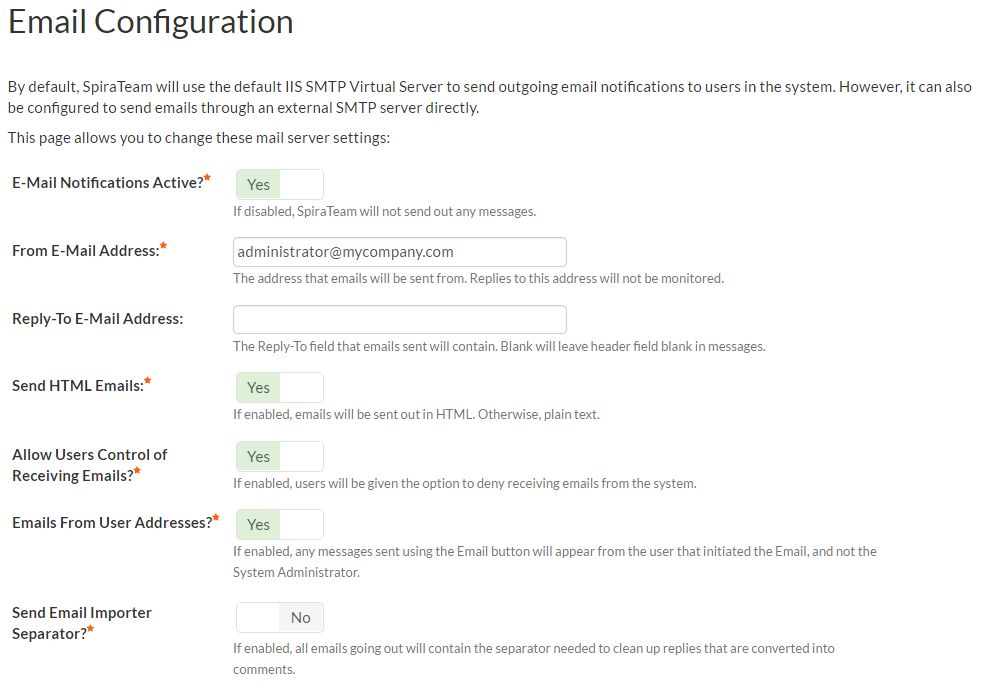 Email Configuration
By default, SpiraTeam will use the default IIS SMTP Virtual Server to send outgoing email notifications to users in the system. However, it can also
be configured to send emails through an external SMTP server directly.
This page allows you to change these mail server settings:
E-Mail Notifications Active?*
Yes
If disabled, SpiraTeam will not send out any messages.
From E-Mail Address:*
administrator@mycompany.com
The address that emails will be sent from. Replies to this address will not be monitored.
Reply-To E-Mail Address:
The Reply-To field that emails sent will contain. Blank will leave header field blank in messages.
Send HTML Emails:*
Yes
If enabled, emails will be sent out in HTML. Otherwise, plain text.
Allow Users Control of
Receiving Emails?*
Yes
If enabled, users will be given the option to deny receiving emails from the system.
Emails From User Addresses?*
Yes
If enabled, any messages sent using the Email button will appear from the user that initiated the Email, and not the
System Administrator.
Send Email Importer
Separator?*
No
If enabled, all emails going out will contain the separator needed to clean up replies that are converted into
comments.